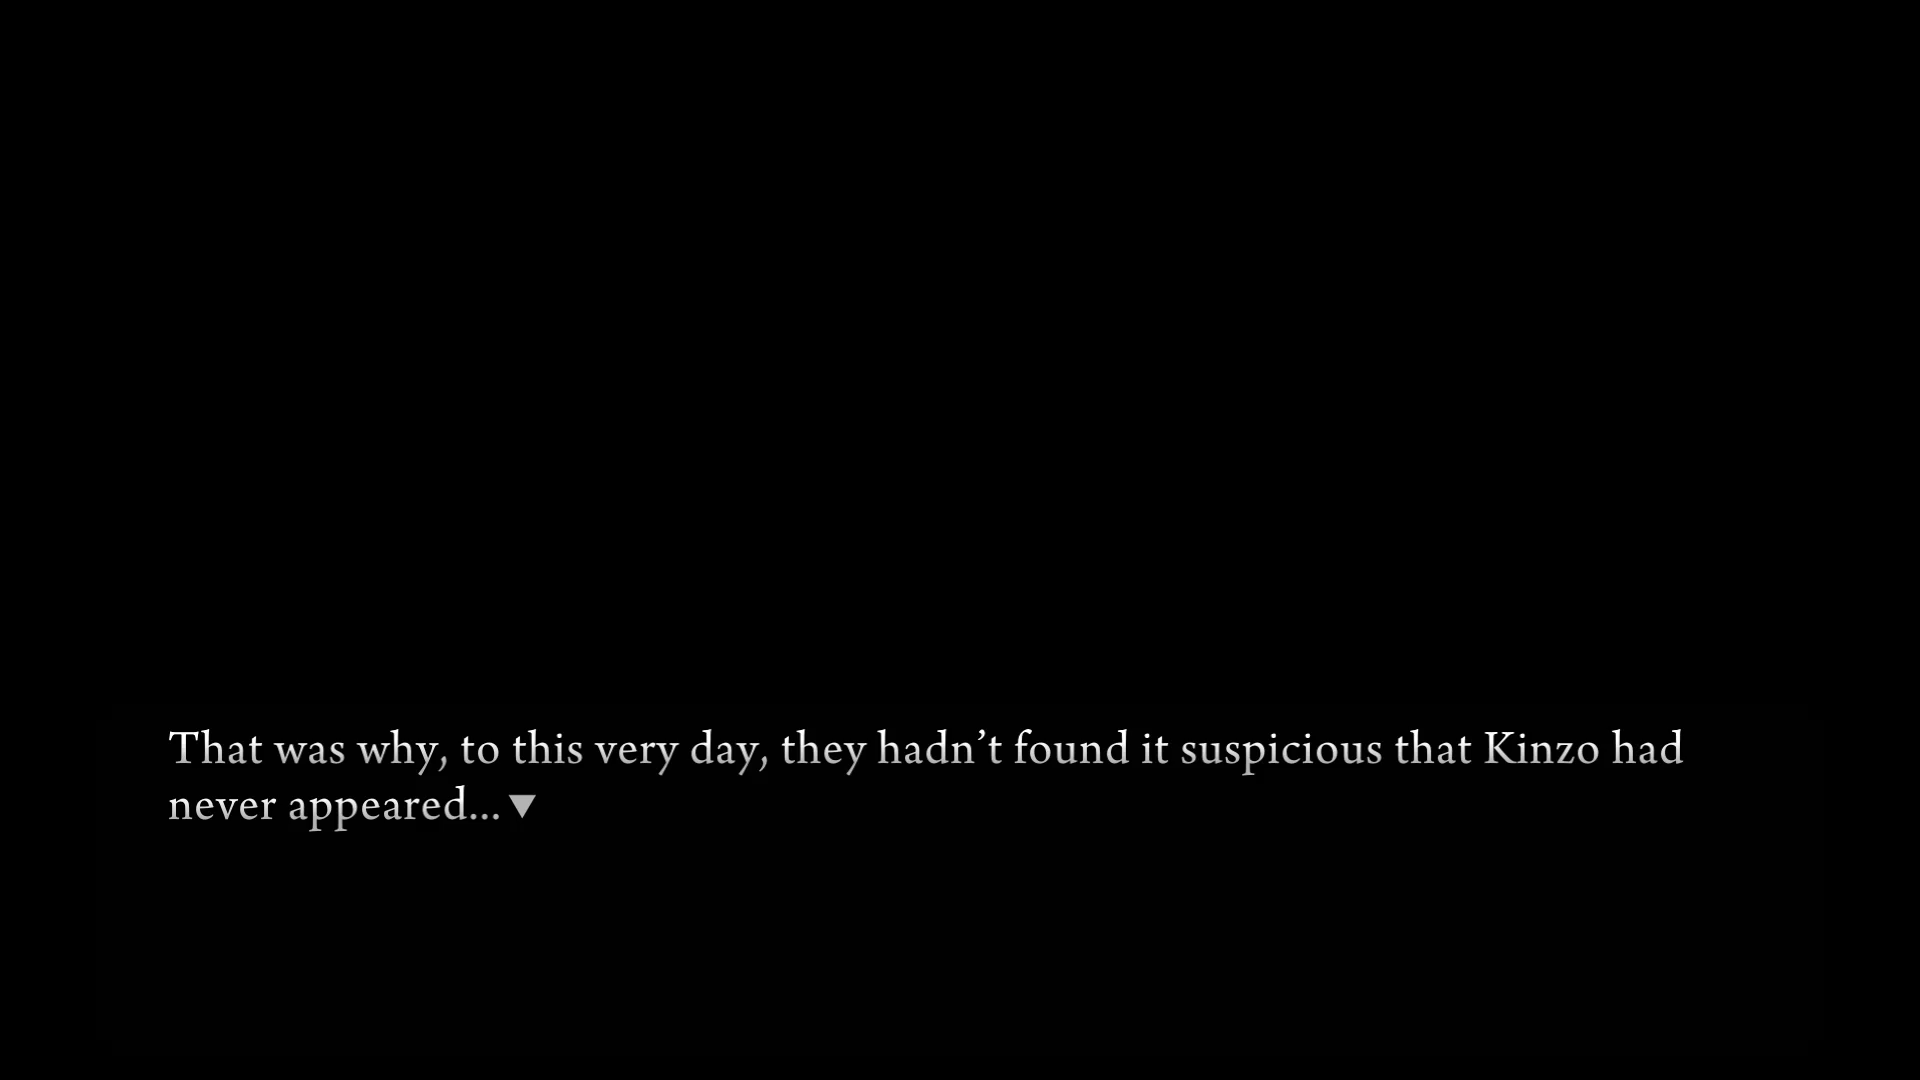 That was why, to this very day, they hadn’t found it suspicious that Kinzo had
never appeared...▼